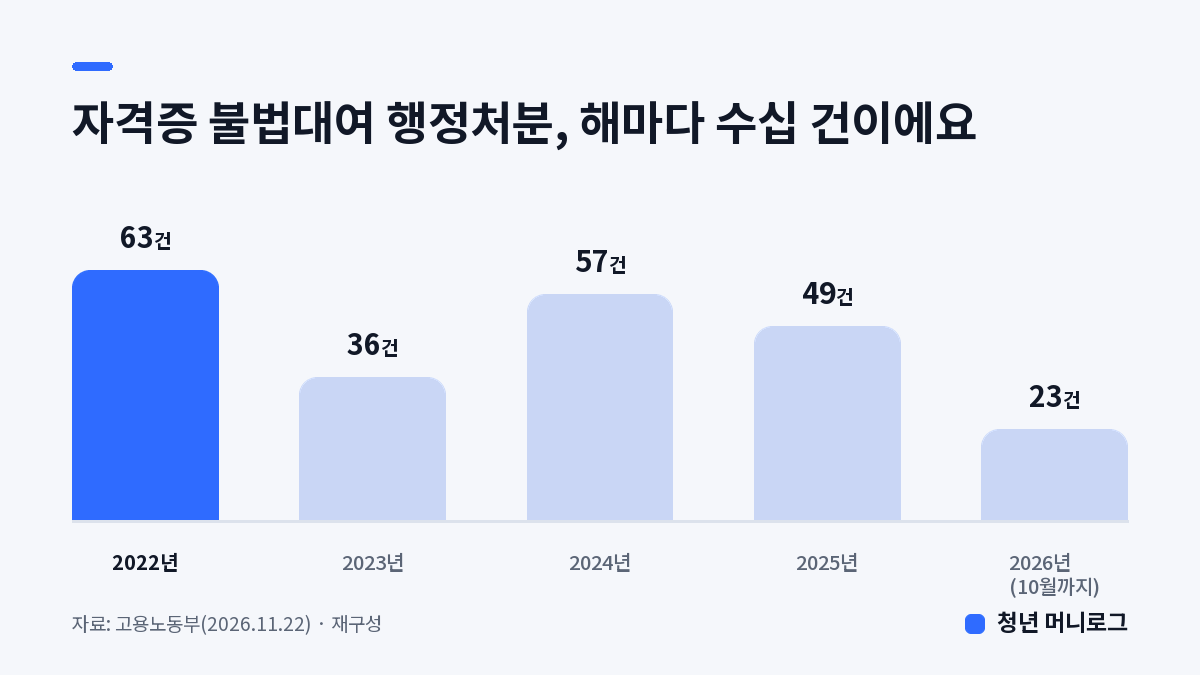 자격증 불법대여 행정처분, 해마다 수십 건이에요
63건
36건
57건
49건
23건
2022년
2023년
2024년
2025년
2026년
(10월까지)
자료: 고용노동부(2026.11.22) · 재구성
청년 머니로그